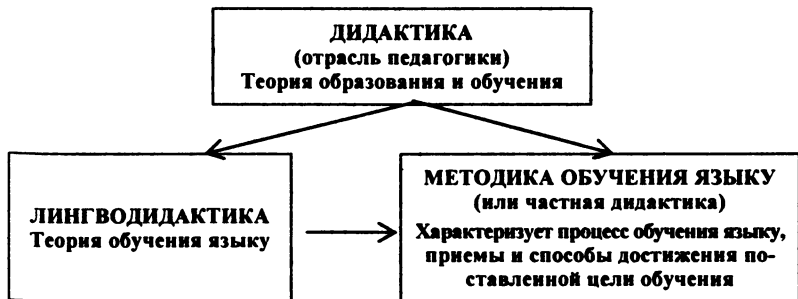 ДИДАКТИКА
(отрасль педагогики)
Теория образования и обучения
ЛИНГВОДИДАКТИКА
Теория обучения языку
МЕТОДИКА ОБУЧЕНИЯ ЯЗЫКУ
(или частная дидактика)
Характеризует процесс обучения языку,
приемы и способы достижения по-
ставленной цели обучения